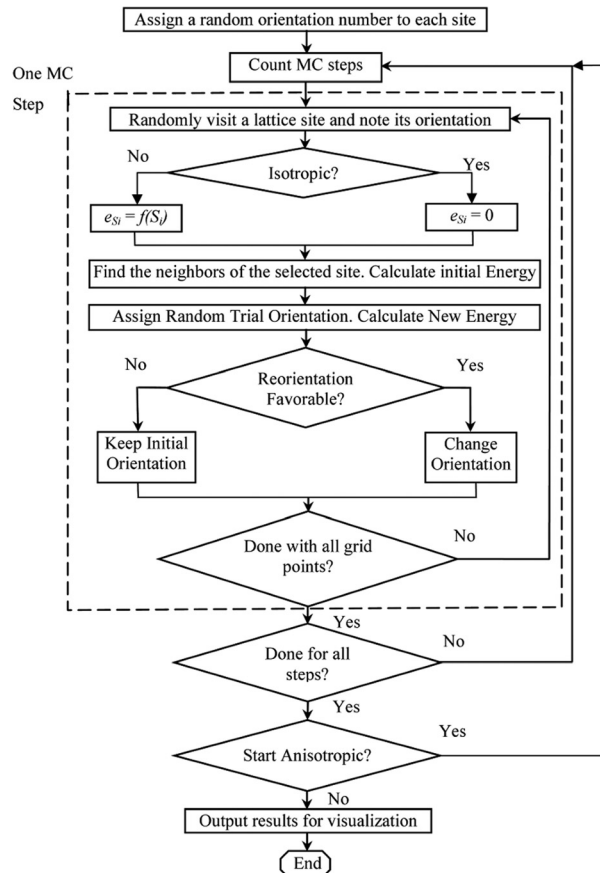 Assign a random orientation number to each site
Count MC steps
One MC
Step
Randomly visit a lattice site and note its orientation
No
Yes
Isotropic?
eSi = f(Si)
eSi = 0
Find the neighbors of the selected site. Calculate initial Energy
Assign Random Trial Orientation. Calculate New Energy
No
Yes
Reorientation
Favorable?
Keep Initial
Orientation
Change
Orientation
No
Done with all grid
points?
Yes
No
Done for all
steps?
Yes
Yes
Start Anisotropic?
No
Output results for visualization
End